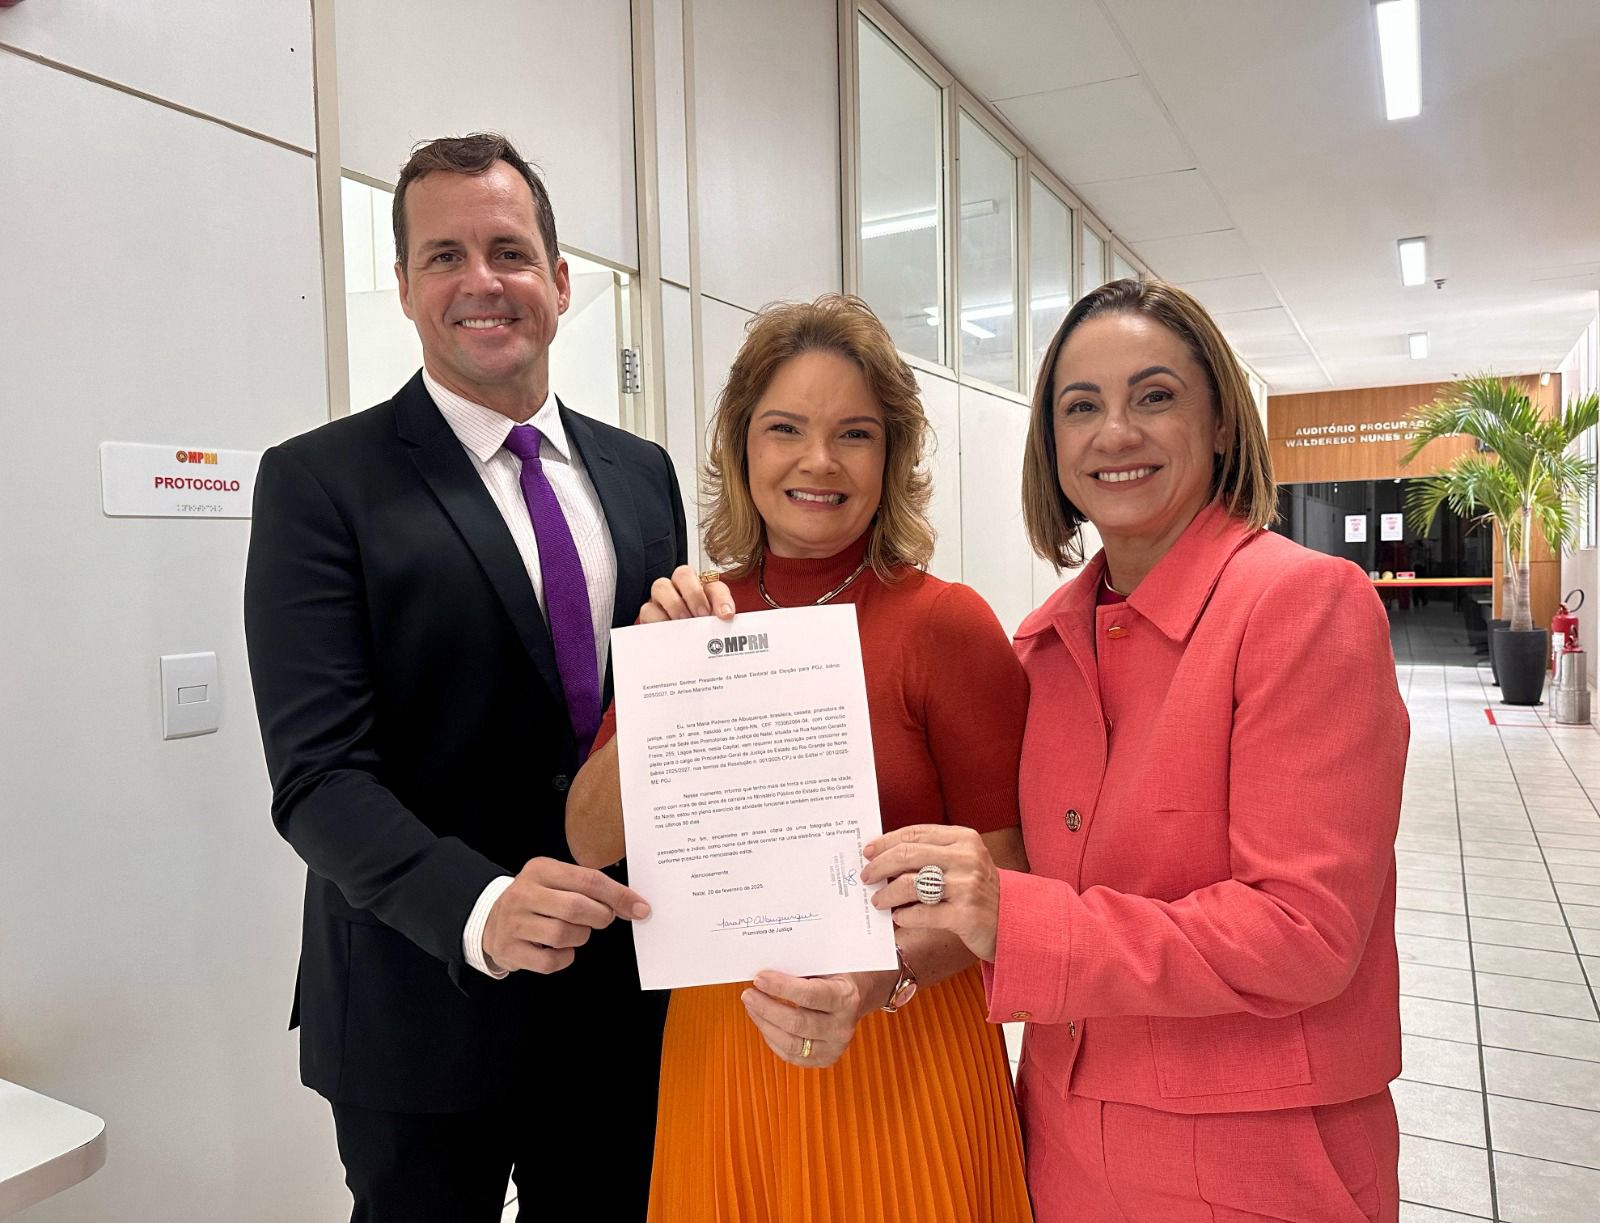 MPRN
PROTOCOLO
AUDITÓRIO PROCURADO
WALDEREDO NUNES DA
MPRN
Excelentíssimo Senhor Presidente da Mesa Eleitoral da Eleição para PGJ, biênio
2025/2027, Dr. Arlindo Marinho Neto
Eu, Iara Maria Pinheiro de Albuquerque, brasileira, casada, promotora de
justiça, com 51 anos, nascida em Lages-RN, CPF, com domicílio
funcional na Sede das Promotorias de Justiça de Natal, situada na Rua Nelson Geraldo
Freire, 255, Lagoa Nova, nesta Capital, vem requerer sua inscrição para concorrer ao
pleito para o cargo de Procurador-Geral de Justiça do Estado do Rio Grande do Norte,
biênio 2025/2027, nos termos da Resolução n° 001/2025-CPJ e do Edital n° 001/2025-
ME-PGJ.
Nesse momento, informo que tenho mais de trinta e cinco anos de idade,
conto com mais de dez anos de carreira no Ministério Público do Estado do Rio Grande
do Norte, estou no pleno exercício da atividade funcional e também estive em exercício
nos últimos 90 dias.
Por fim, encaminho em anexo cópia de uma fotografia 5x7 (tipo
passaporte) e indico, como nome que deve constar na urna eletrônica " Iara Pinheiro"
conforme prescrito no mencionado edital.
Atenciosamente,
Natal, 20 de fevereiro de 2025.
Iara MP Albuquerque
Promotora de Justiça